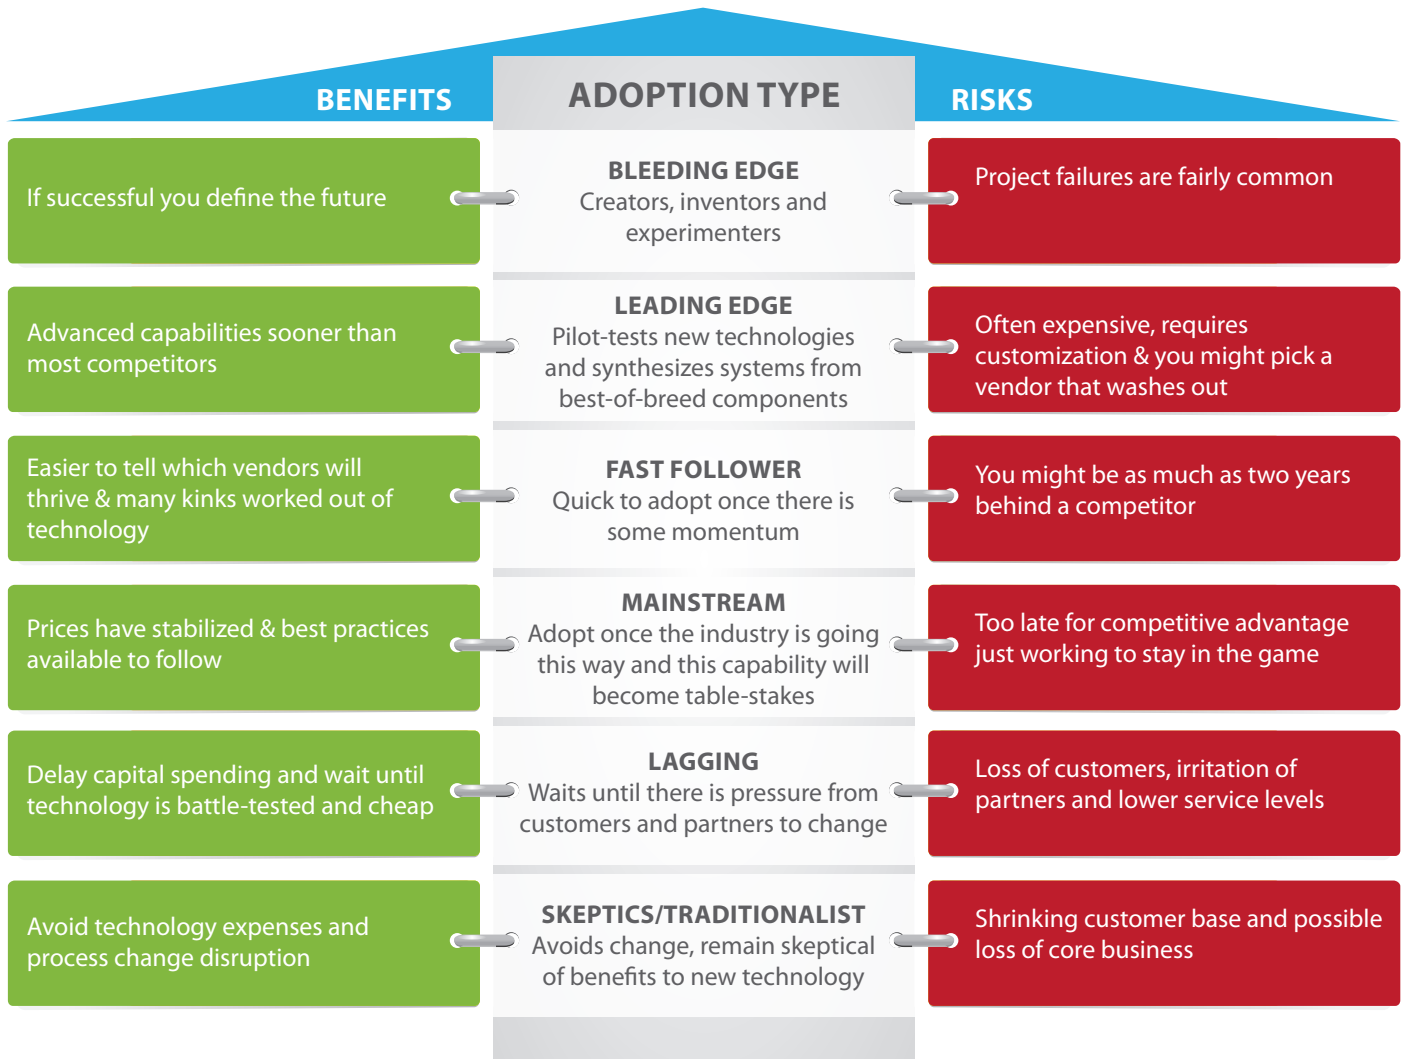 BENEFITS
ADOPTION TYPE
RISKS
If successful you define the future
BLEEDING EDGE
Creators, inventors and
experimenters
Project failures are fairly common
Advanced capabilities sooner than
most competitors
LEADING EDGE
Pilot-tests new technologies
and synthesizes systems from
best-of-breed components
Often expensive, requires
customization & you might pick a
vendor that washes out
Easier to tell which vendors will
thrive & many kinks worked out of
technology
FAST FOLLOWER
Quick to adopt once there is
some momentum
You might be as much as two years
behind a competitor
Prices have stabilized & best practices
available to follow
MAINSTREAM
Adopt once the industry is going
this way and this capability will
become table-stakes
Too late for competitive advantage
just working to stay in the game
Delay capital spending and wait until
technology is battle-tested and cheap
LAGGING
Waits until there is pressure from
customers and partners to change
Loss of customers, irritation of
partners and lower service levels
Avoid technology expenses and
process change disruption
SKEPTICS/TRADITIONALIST
Avoids change, remain skeptical
of benefits to new technology
Shrinking customer base and possible
loss of core business